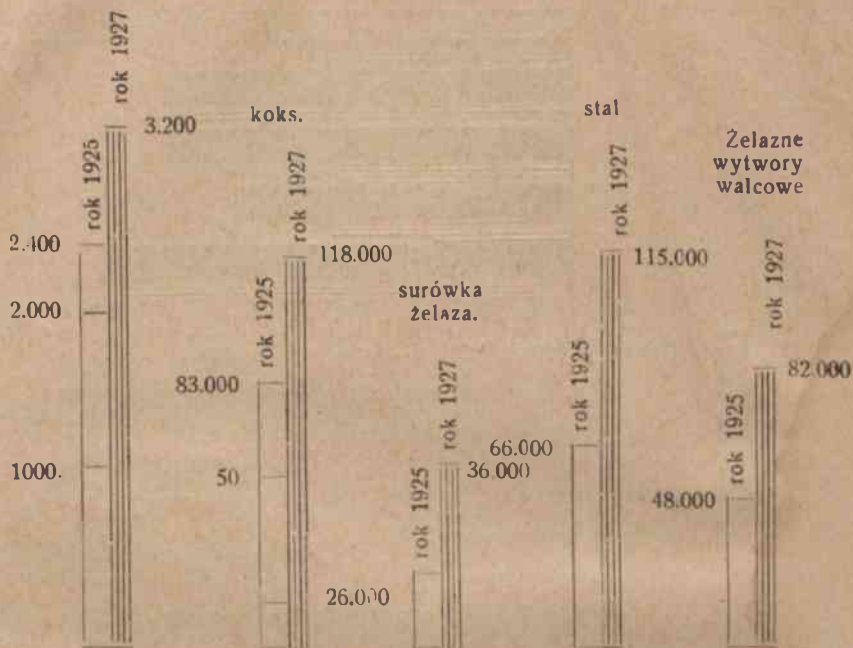 rok 1927
3.200
rok 1925
2.400
2.000
1000.
koks.
rok 1927
118.000
rok 1925
83.000
50
surówka
żelaza.
rok 1927
36.000
rok 1925
26.000
stal
rok 1927
115.000
rok 1925
66.000
Żelazne
wytwory
walcowe
rok 1927
82.000
rok 1925
48.000